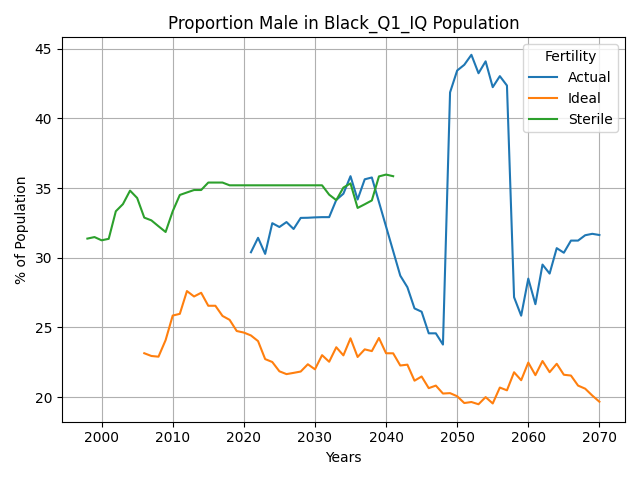 Proportion Male in Black_Q1_IQ Population
% of Population
45
40
35
30
25
20
Fertility
Actual
Ideal
Sterile
2000 2010 2020 2030 2040 2050 2060 2070
Years